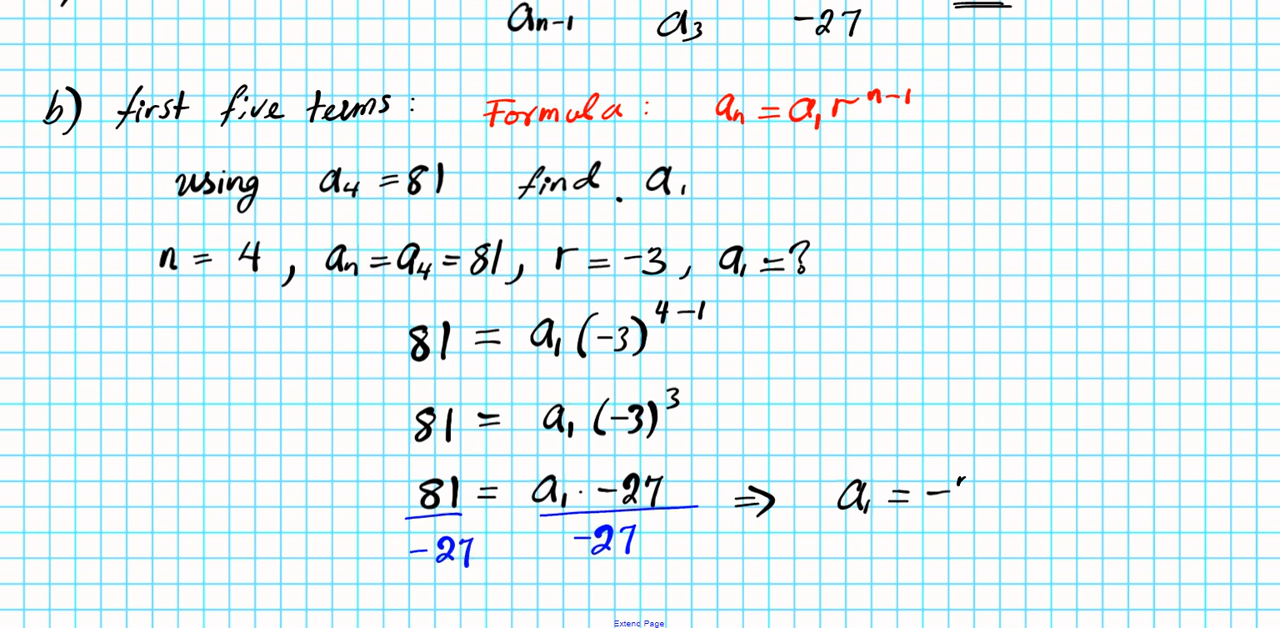 aₙ₋₁ a₃ -27
b) first five terms: Formula: aₙ = a₁rⁿ⁻¹
using a₄ = 81 find. a₁
n = 4, aₙ = a₄ = 81, r = -3, a₁ = ?
81 = a₁(-3)⁴⁻¹
81 = a₁(-3)³
81 = a₁ · -27 ⇒ a₁ = -
-27 -27
Extend Page